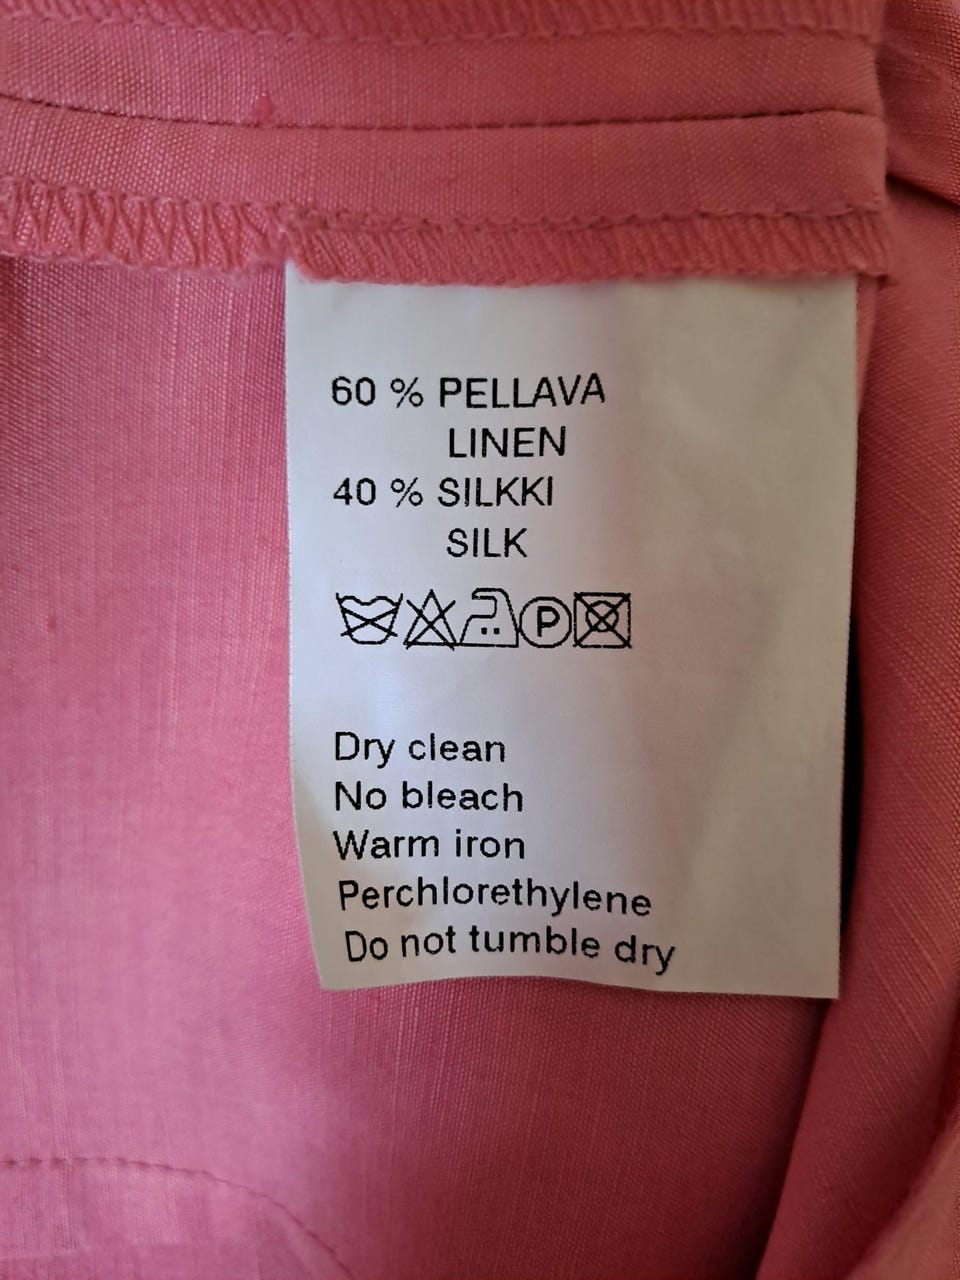 60 % PELLAVA
LINEN
40 % SILKKI
SILK
P
Dry clean
No bleach
Warm iron
Perchlorethylene
Do not tumble dry